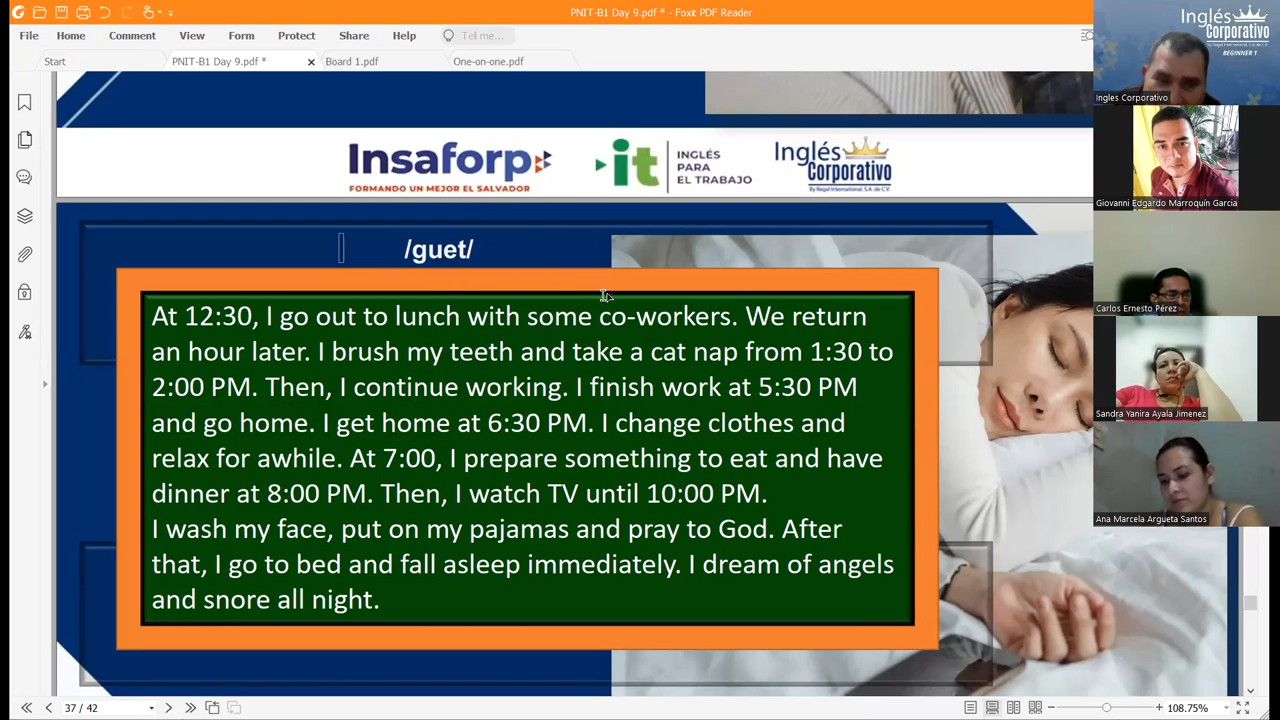 PNIT-B1 Day 9.pdf * - Foxit PDF Reader
File Home Comment View Form Protect Share Help Tell me...
Start PNIT-B1 Day 9.pdf * Board 1.pdf One-on-one.pdf
Insaforp
FORMANDO UN MEJOR EL SALVADOR
it
INGLÉS
PARA
EL TRABAJO
Inglés
Corporativo
By Regal International, S.A. de C.V.
/guet/
At 12:30, I go out to lunch with some co-workers. We return
an hour later. I brush my teeth and take a cat nap from 1:30 to
2:00 PM. Then, I continue working. I finish work at 5:30 PM
and go home. I get home at 6:30 PM. I change clothes and
relax for awhile. At 7:00, I prepare something to eat and have
dinner at 8:00 PM. Then, I watch TV until 10:00 PM.
I wash my face, put on my pajamas and pray to God. After
that, I go to bed and fall asleep immediately. I dream of angels
and snore all night.
37 / 42
108.75%
Inglés
Corporativo
By Regal International, S.A. de C.V.
BEGINNER 1
Ingles Corporativo
Giovanni Edgardo Marroquín Garcia
Carlos Ernesto Pérez
Sandra Yanira Ayala Jimenez
Ana Marcela Argueta Santos